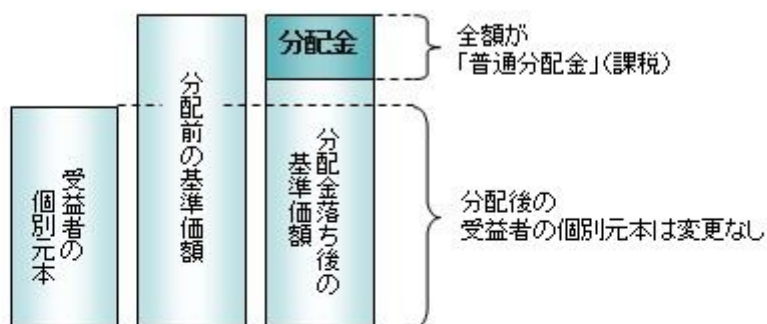 受益者の
個別元本
分配前の基準価額
分配金
分配金落ち後の
基準価額
全額が
「普通分配金」(課税)
分配後の
受益者の個別元本は変更なし